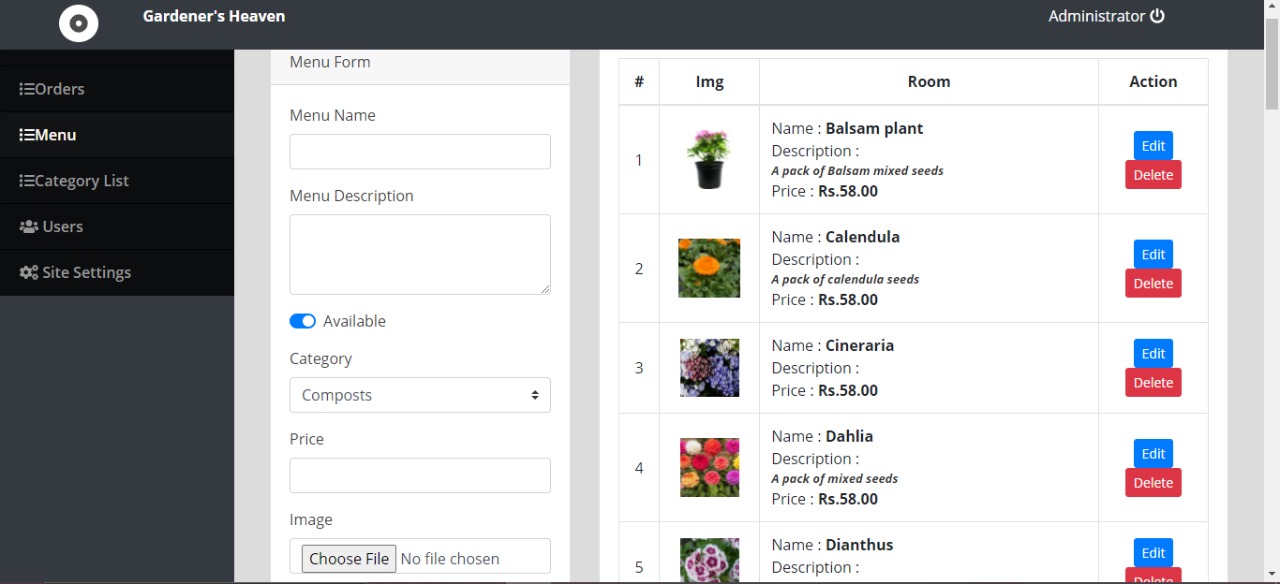 Gardener's Heaven
Administrator
Orders
Menu
Category List
Users
Site Settings
Menu Form
Menu Name
Menu Description
Available
Category
Composts
Price
Image
Choose File No file chosen
# Img Room Action
1
Name : Balsam plant
Description :
A pack of Balsam mixed seeds
Price : Rs.58.00
Edit
Delete
2
Name : Calendula
Description :
A pack of calendula seeds
Price : Rs.58.00
Edit
Delete
3
Name : Cineraria
Description :
Price : Rs.58.00
Edit
Delete
4
Name : Dahlia
Description :
A pack of mixed seeds
Price : Rs.58.00
Edit
Delete
5
Name : Dianthus
Description :
Edit
Delete